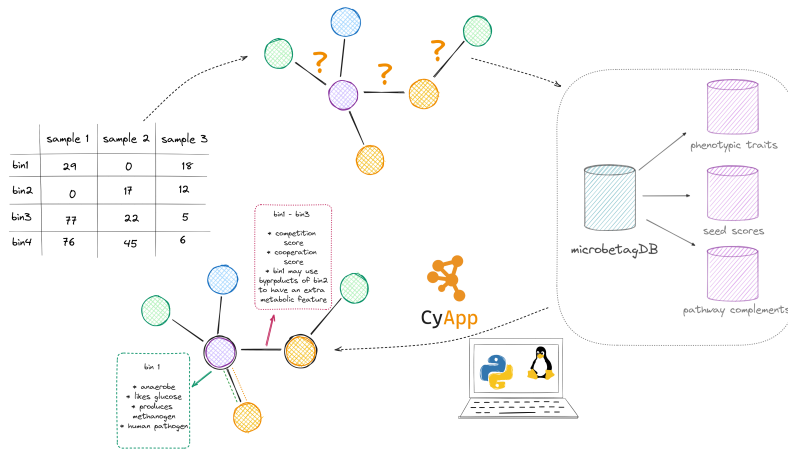 ? ? ?
sample 1 sample 2 sample 3
bin1 29 0 18
bin2 0 17 12
bin3 77 22 5
bin4 76 45 6
phenotypic traits
seed scores
microbetagDB
pathway complements
bin1 - bin3
* competition
score
* cooperation
score
* bin1 may use
byprpducts of bin2
to have an extra
metabolic feature
CyApp
bin 1
* anaerobe
* likes glucose
* produces
methanogen
* human pathogen